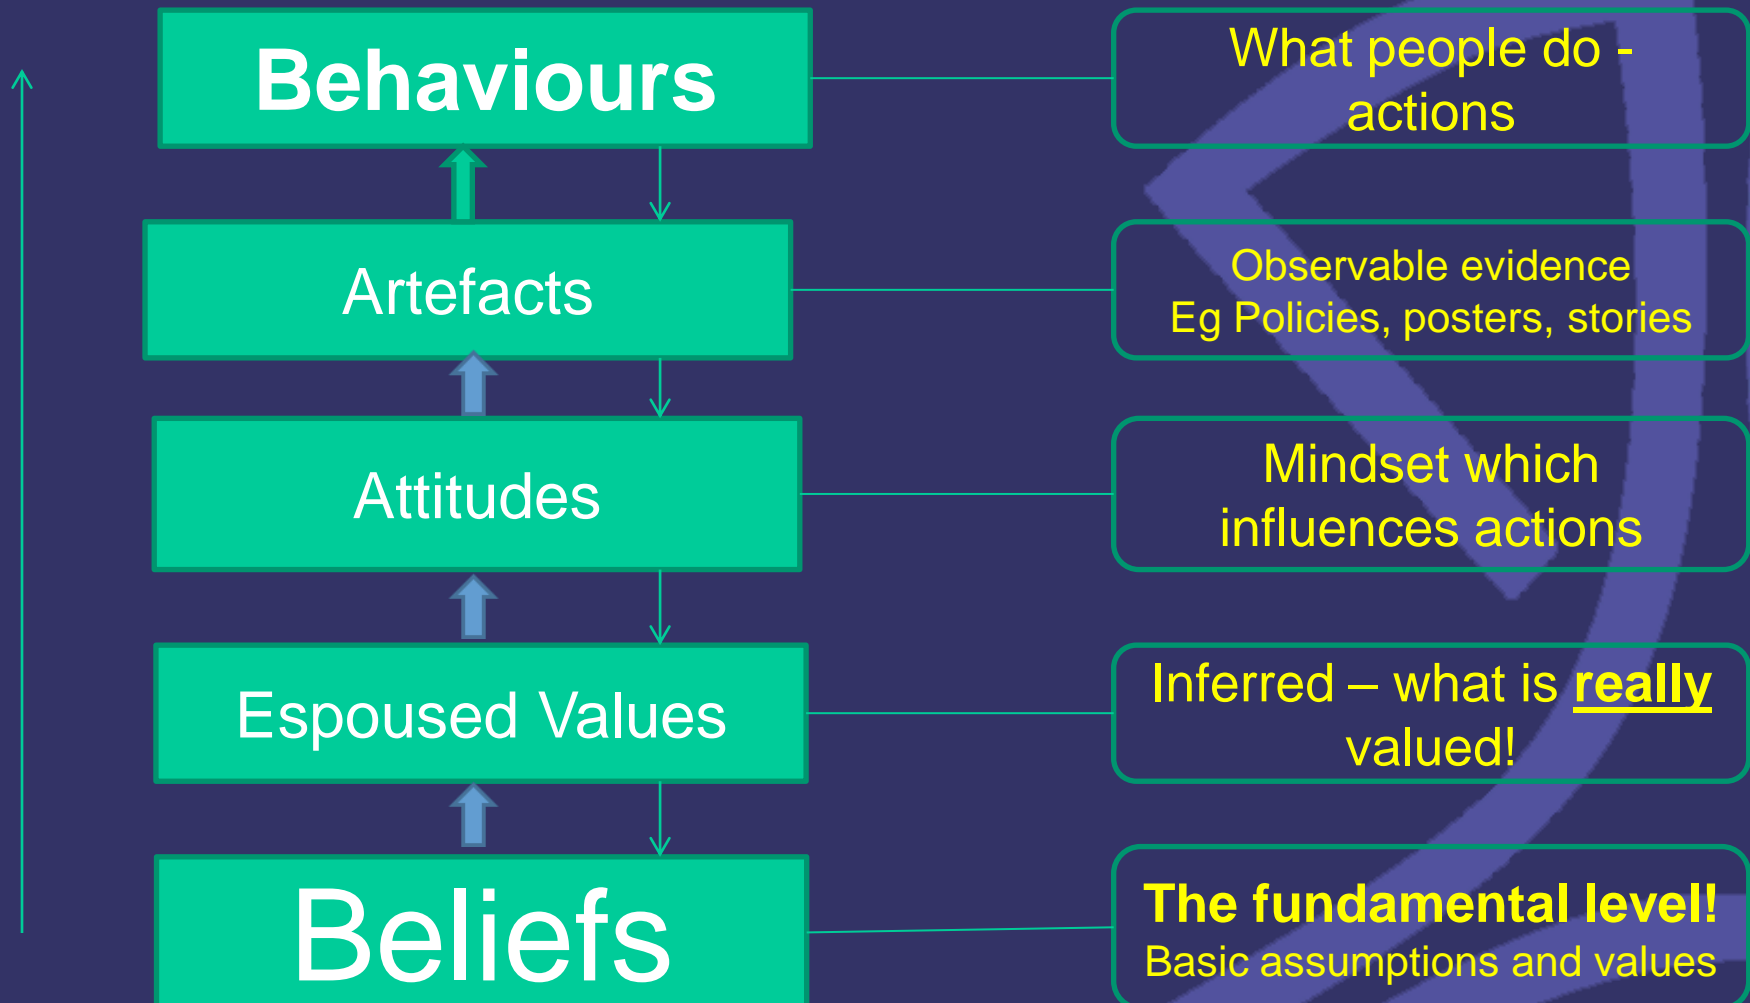 Behaviours
What people do -
actions
Artefacts
Observable evidence
Eg Policies, posters, stories
Attitudes
Mindset which
influences actions
Espoused Values
Inferred – what is really
valued!
Beliefs
The fundamental level!
Basic assumptions and values